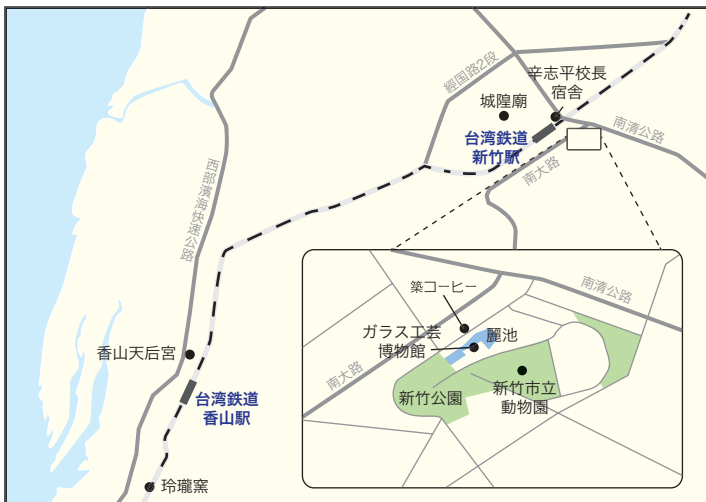 經国路2段
辛志平校長
宿舎
城隍廟
台湾鉄道
新竹駅
南清公路
南大路
西部濱海快速公路
築コーヒー
南清公路
ガラス工芸
博物館
麗池
南大路
香山天后宮
台湾鉄道
香山駅
新竹公園
新竹市立
動物園
玲瓏窯